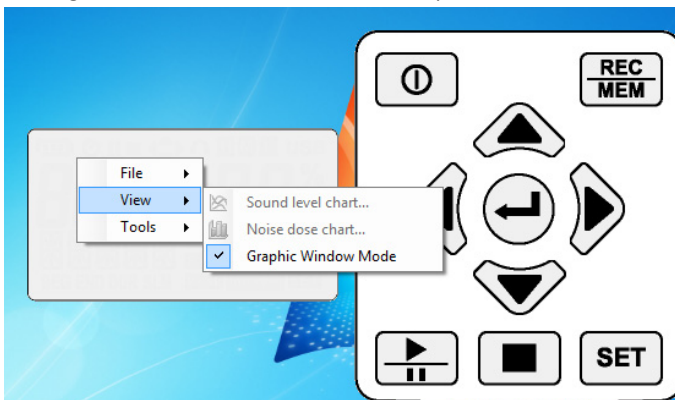 REC
MEM
File
View
Tools
Sound level chart...
Noise dose chart...
Graphic Window Mode
SET